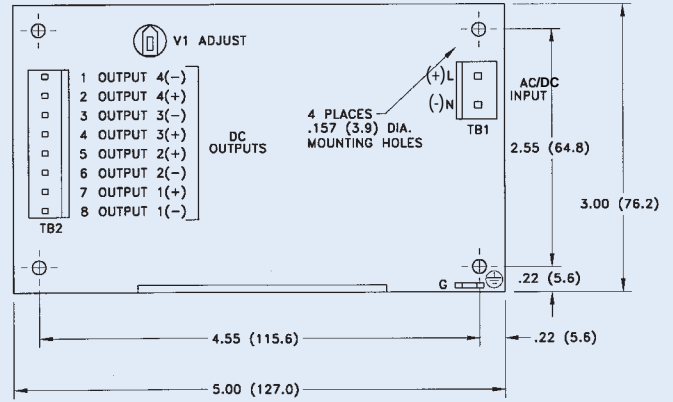 V1 ADJUST
1 OUTPUT 4(−)
2 OUTPUT 4(+)
3 OUTPUT 3(−)
4 OUTPUT 3(+)
5 OUTPUT 2(+)
6 OUTPUT 2(−)
7 OUTPUT 1(+)
8 OUTPUT 1(−)
TB2
DC
OUTPUTS
4 PLACES
.157 (3.9) DIA.
MOUNTING HOLES
(+)L
(-)N
TB1
AC/DC
INPUT
2.55 (64.8)
3.00 (76.2)
G
.22 (5.6)
4.55 (115.6)
.22 (5.6)
5.00 (127.0)